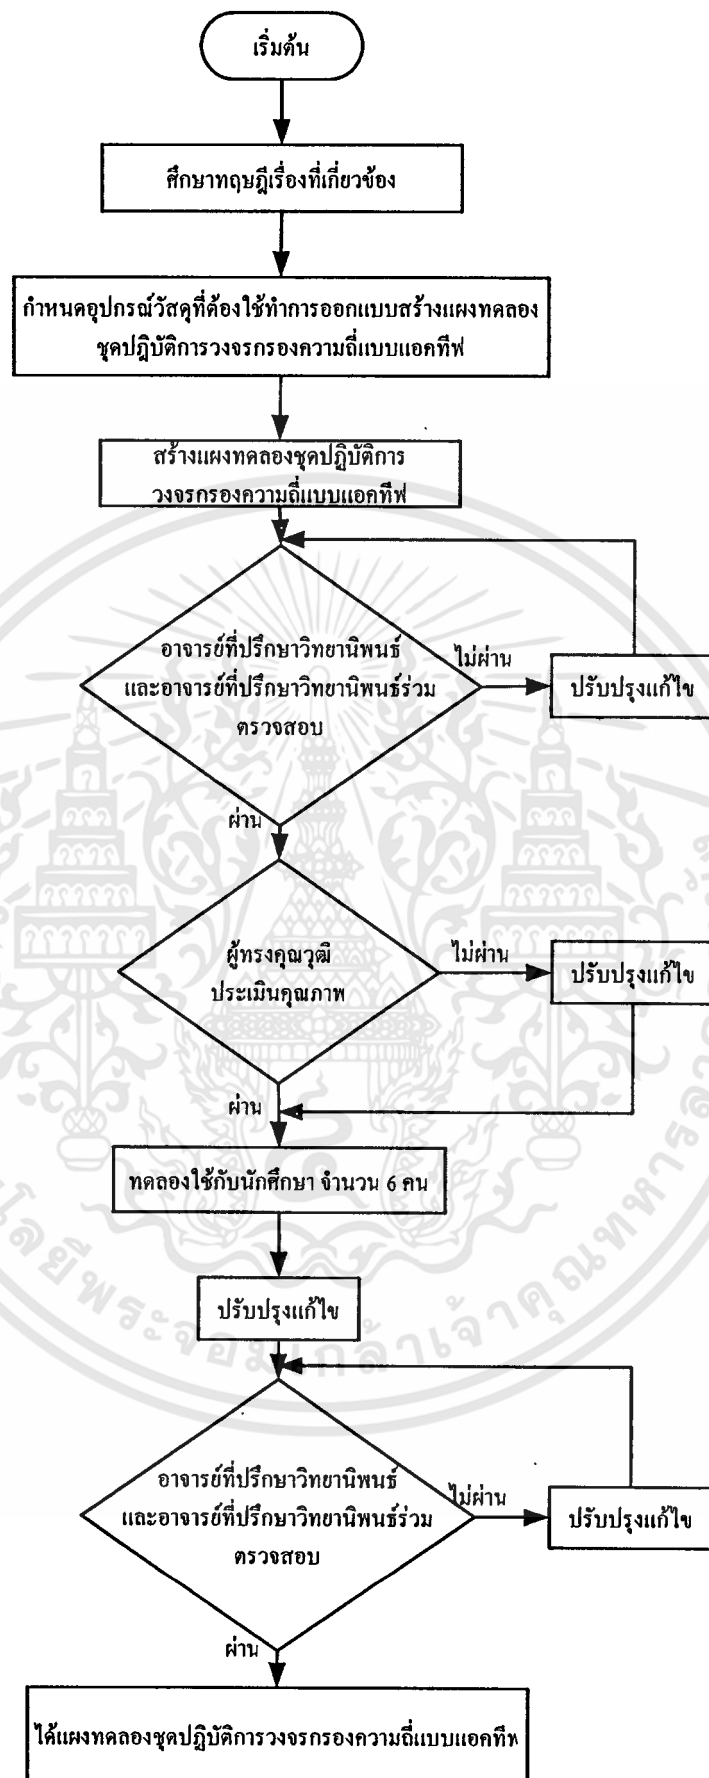 เริ่มต้น
ศึกษาทฤษฎีเรื่องที่เกี่ยวข้อง
กำหนดอุปกรณ์วัสดุที่ต้องใช้ทำการออกแบบสร้างแผงทดลอง
ชุดปฏิบัติการวงจรกรองความถี่แบบแอคทีฟ
สร้างแผงทดลองชุดปฏิบัติการ
วงจรกรองความถี่แบบแอคทีฟ
อาจารย์ที่ปรึกษาวิทยานิพนธ์
และอาจารย์ที่ปรึกษาวิทยานิพนธ์ร่วม
ตรวจสอบ
ไม่ผ่าน
ปรับปรุงแก้ไข
ผ่าน
ผู้ทรงคุณวุฒิ
ประเมินคุณภาพ
ไม่ผ่าน
ปรับปรุงแก้ไข
ผ่าน
ทดลองใช้กับนักศึกษา จำนวน 6 คน
ปรับปรุงแก้ไข
อาจารย์ที่ปรึกษาวิทยานิพนธ์
และอาจารย์ที่ปรึกษาวิทยานิพนธ์ร่วม
ตรวจสอบ
ไม่ผ่าน
ปรับปรุงแก้ไข
ผ่าน
ได้แผงทดลองชุดปฏิบัติการวงจรกรองความถี่แบบแอคทีฟ